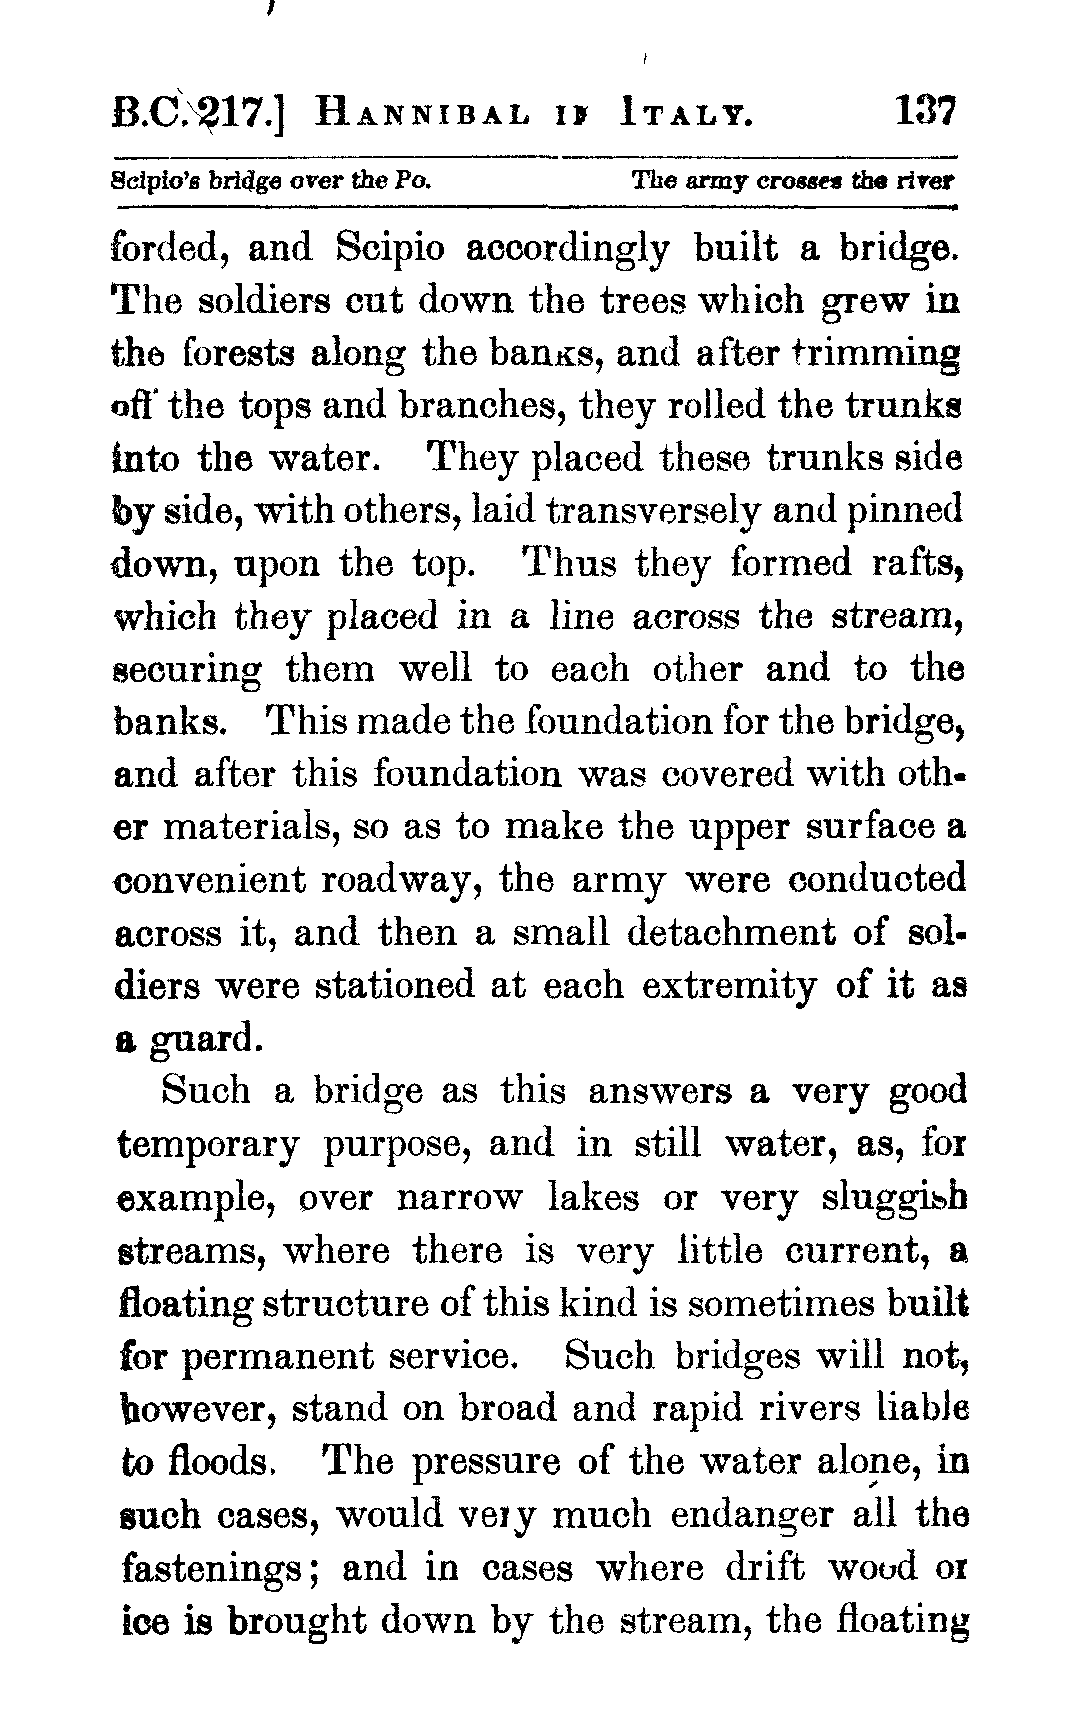 B.C. 217.] HANNIBAL IN ITALY. 137
Scipio's bridge over the Po. The army crosses the river
forded, and Scipio accordingly built a bridge.
The soldiers cut down the trees which grew in
the forests along the banks, and after trimming
off the tops and branches, they rolled the trunks
into the water. They placed these trunks side
by side, with others, laid transversely and pinned
down, upon the top. Thus they formed rafts,
which they placed in a line across the stream,
securing them well to each other and to the
banks. This made the foundation for the bridge,
and after this foundation was covered with oth-
er materials, so as to make the upper surface a
convenient roadway, the army were conducted
across it, and then a small detachment of sol-
diers were stationed at each extremity of it as
a guard.
Such a bridge as this answers a very good
temporary purpose, and in still water, as, for
example, over narrow lakes or very sluggish
streams, where there is very little current, a
floating structure of this kind is sometimes built
for permanent service. Such bridges will not,
however, stand on broad and rapid rivers liable
to floods. The pressure of the water alone, in
such cases, would very much endanger all the
fastenings; and in cases where drift wood or
ice is brought down by the stream, the floating